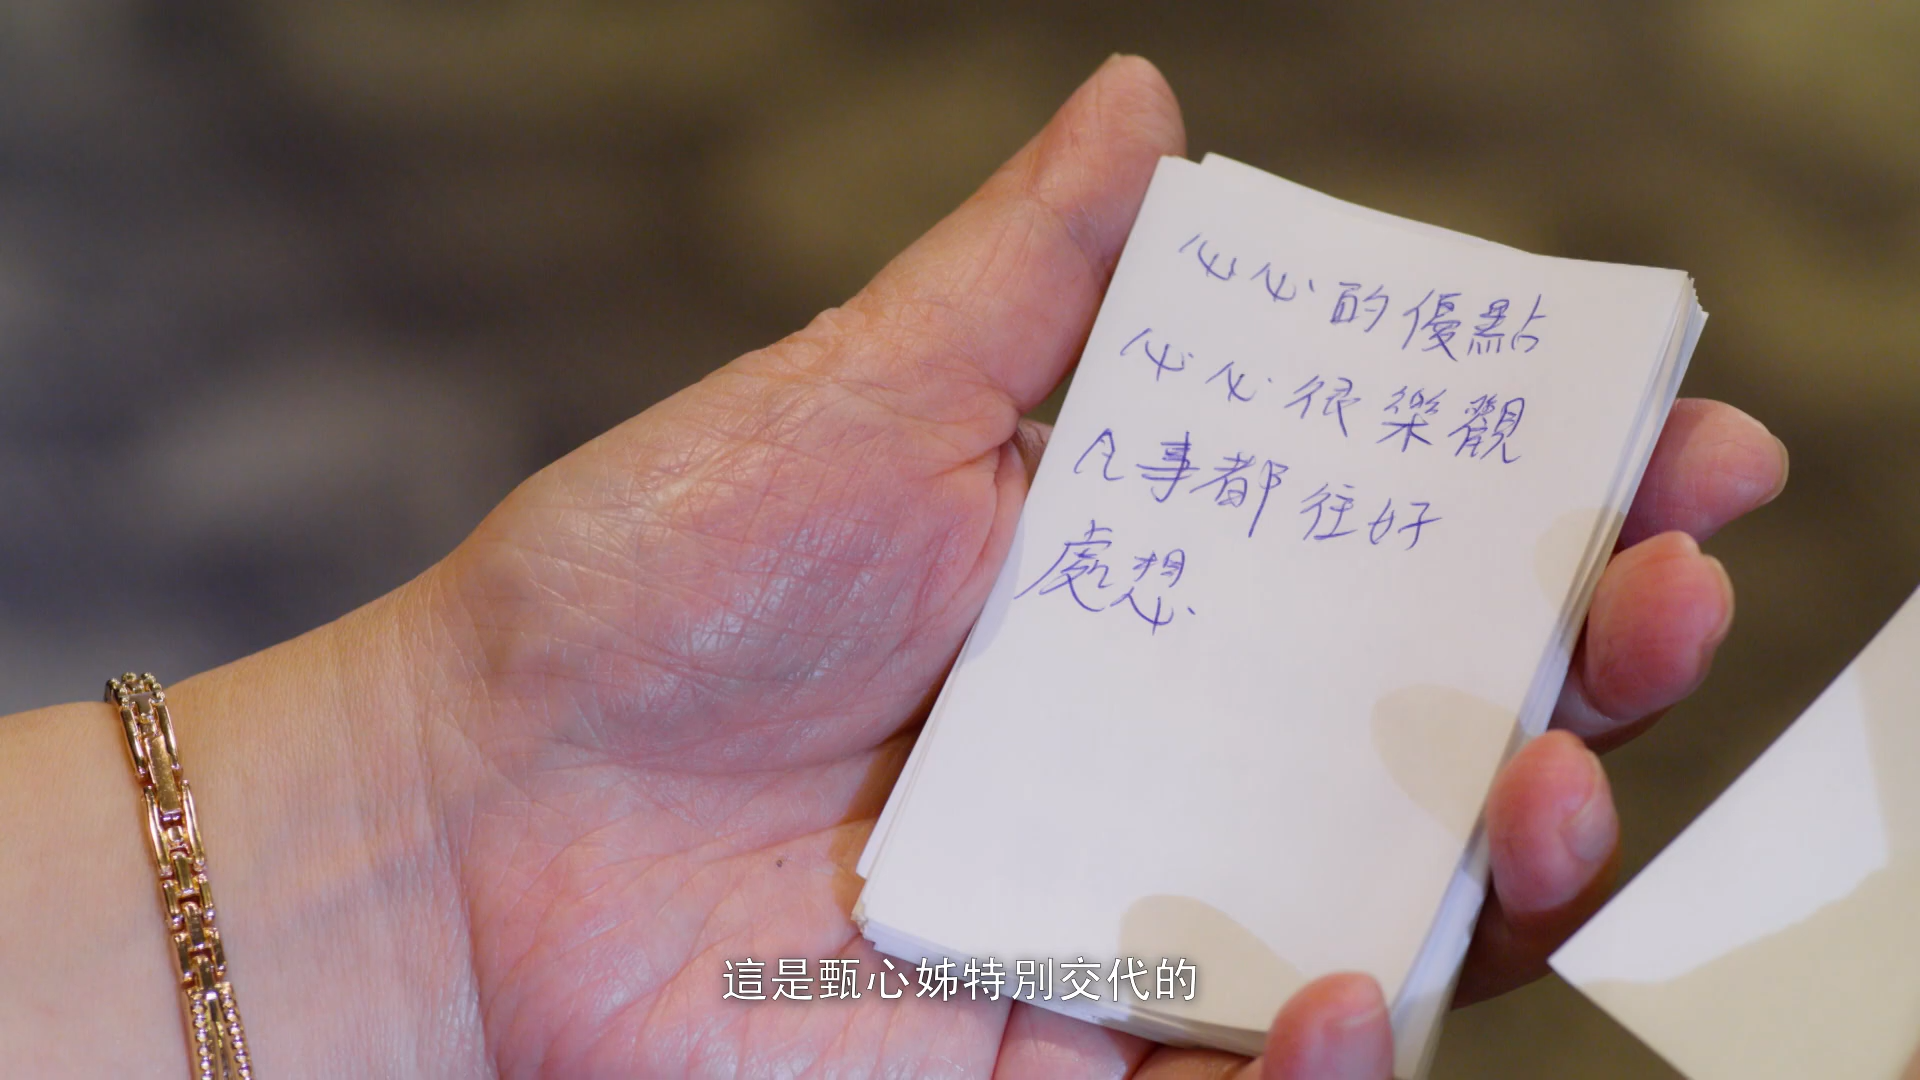 心心的優點
心心很樂觀
凡事都往好
處想
這是甄心姊特別交代的